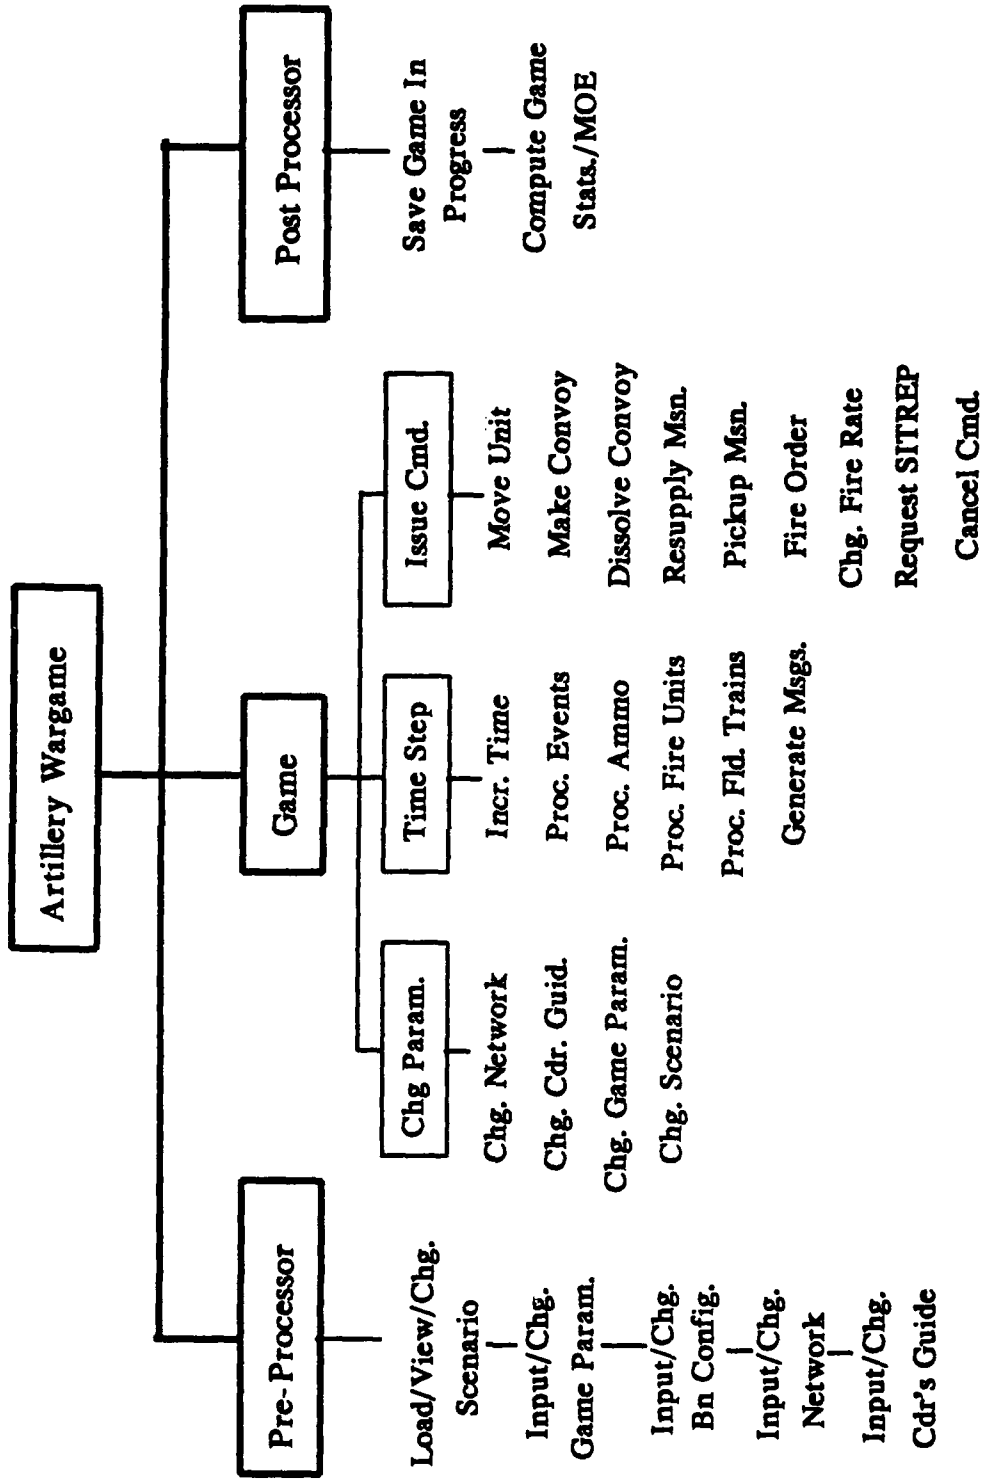 Artillery Wargame
Pre-Processor
Load/View/Chg.
Scenario
Input/Chg.
Game Param.
Input/Chg.
Bn Config.
Input/Chg.
Network
Input/Chg.
Cdr's Guide
Game
Chg Param.
Chg. Network
Chg. Cdr. Guid.
Chg. Game Param.
Chg. Scenario
Time Step
Incr. Time
Proc. Events
Proc. Ammo
Proc. Fire Units
Proc. Fld. Trains
Generate Msgs.
Issue Cmd.
Move Unit
Make Convoy
Dissolve Convoy
Resupply Msn.
Pickup Msn.
Fire Order
Chg. Fire Rate
Request SITREP
Cancel Cmd.
Post Processor
Save Game In
Progress
Compute Game
Stats./MOE